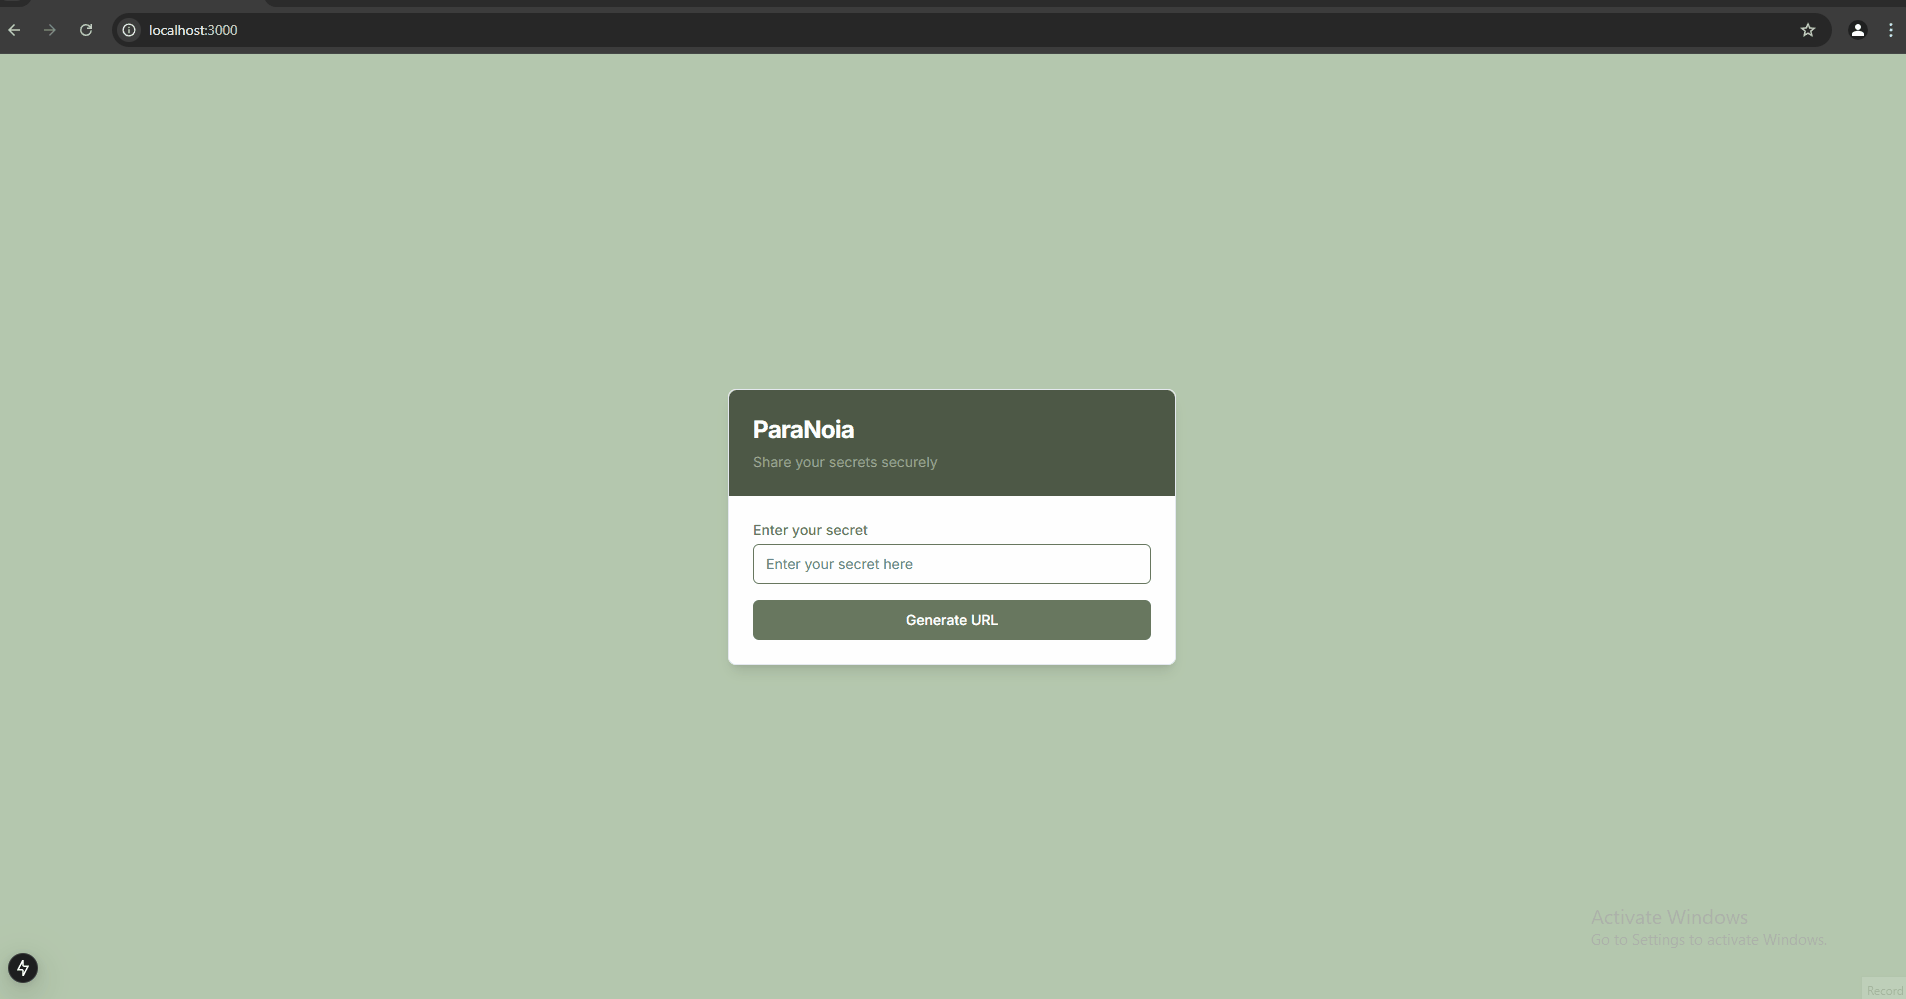 localhost:3000
ParaNoia
Share your secrets securely
Enter your secret
Enter your secret here
Generate URL
Activate Windows
Go to Settings to activate Windows.
Record